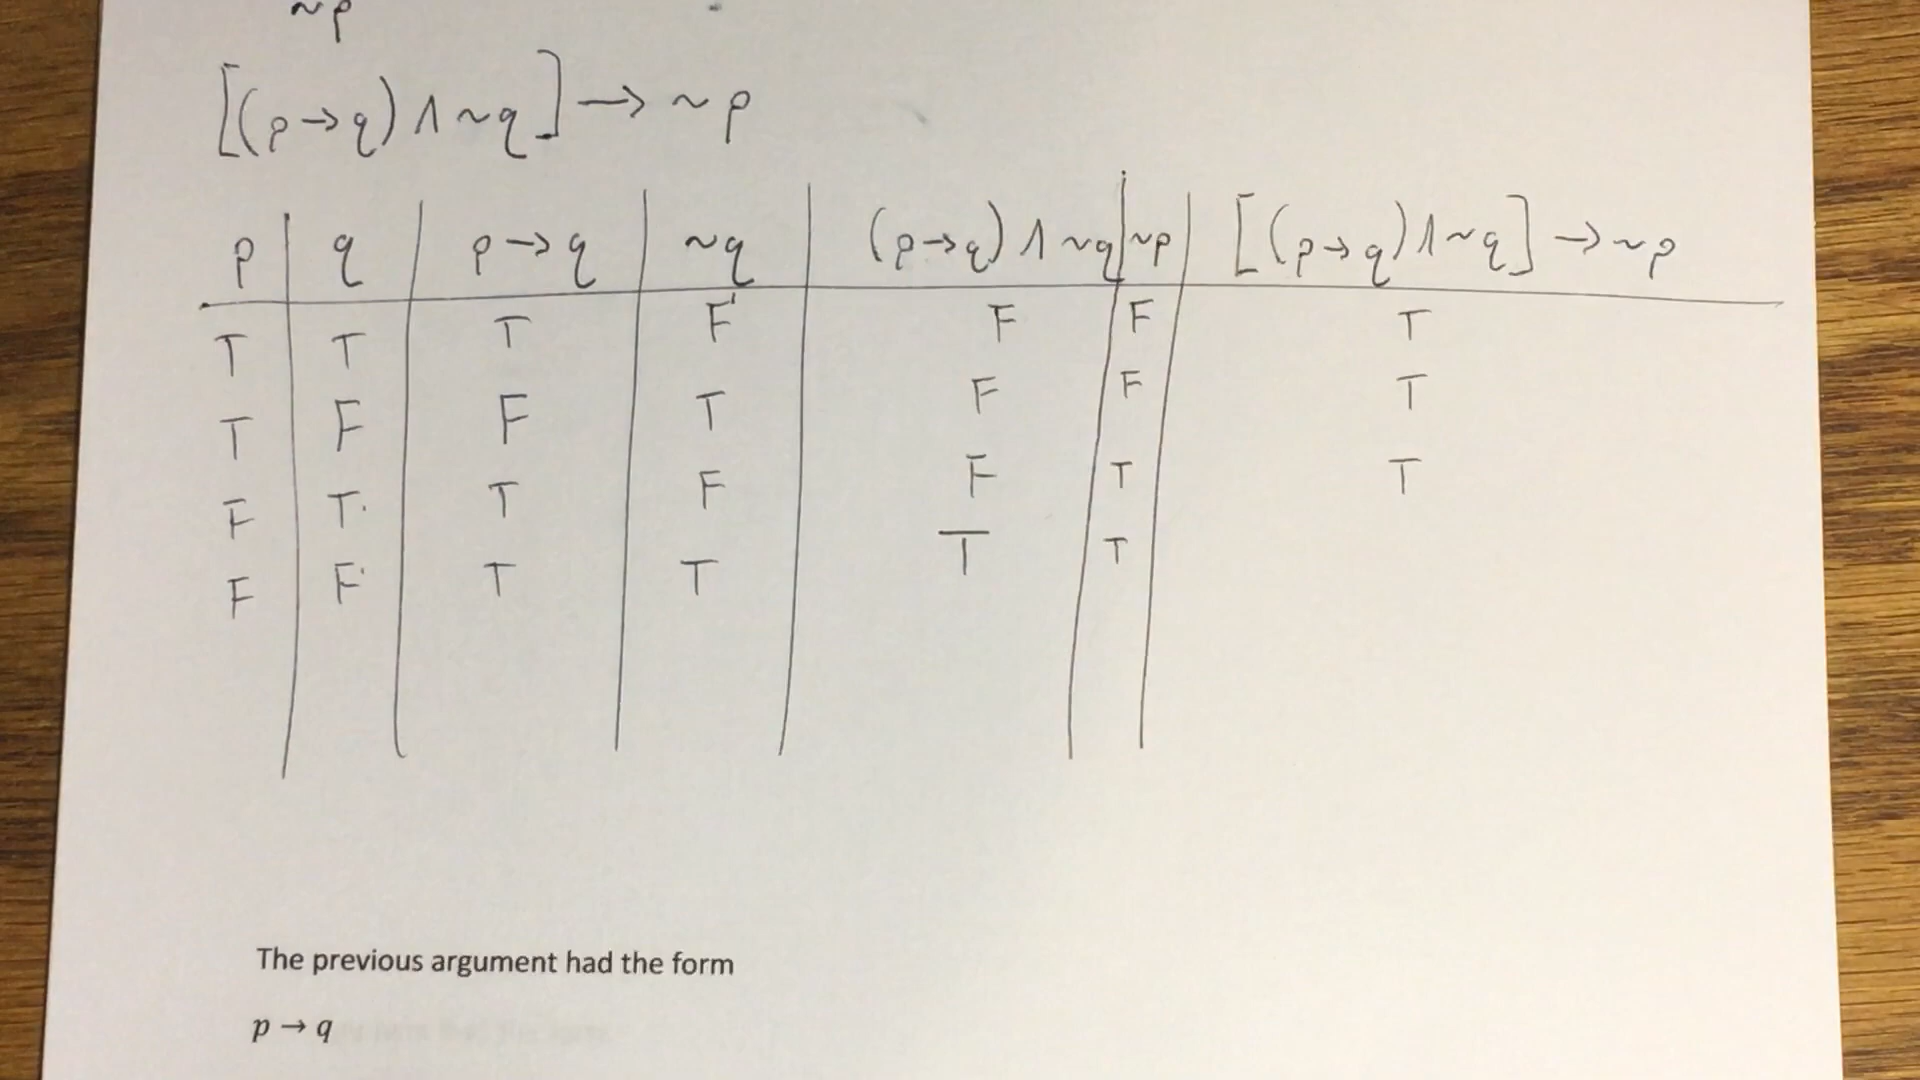 ~p
[(p→q)∧~q]→~p
p q p→q ~q (p→q)∧~q ~p [(p→q)∧~q]→~p
T T T F F F T
T F F T F F T
F T T F F T T
F F T T T T
The previous argument had the form
p → q